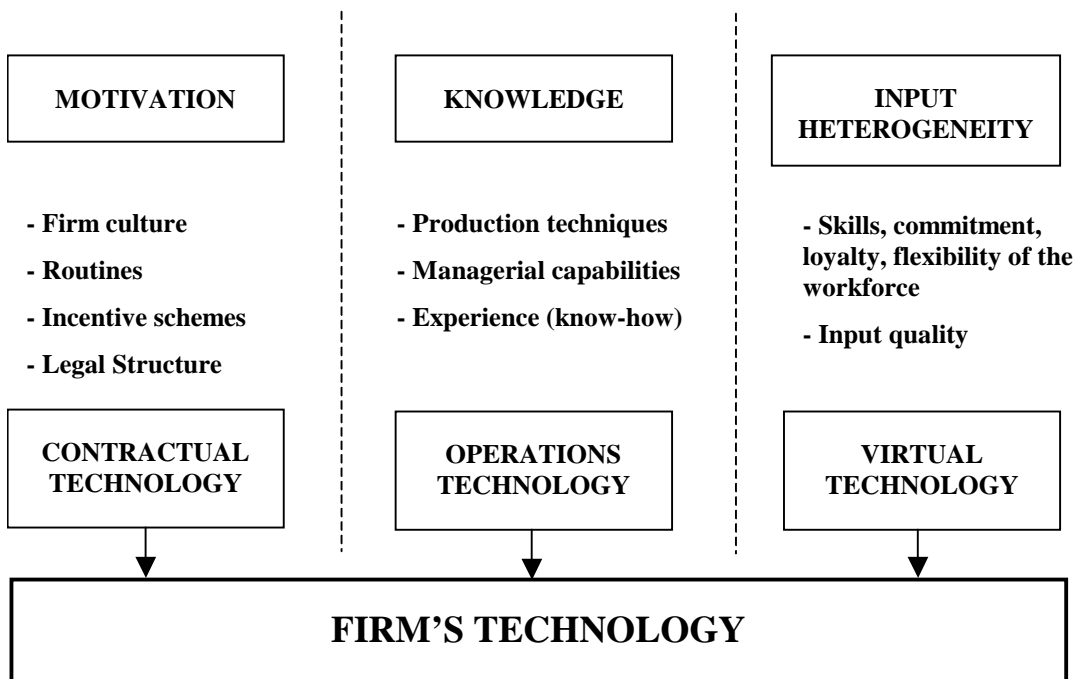 MOTIVATION
- Firm culture
- Routines
- Incentive schemes
- Legal Structure
CONTRACTUAL
TECHNOLOGY
KNOWLEDGE
- Production techniques
- Managerial capabilities
- Experience (know-how)
OPERATIONS
TECHNOLOGY
INPUT
HETEROGENEITY
- Skills, commitment,
loyalty, flexibility of the
workforce
- Input quality
VIRTUAL
TECHNOLOGY
FIRM’S TECHNOLOGY